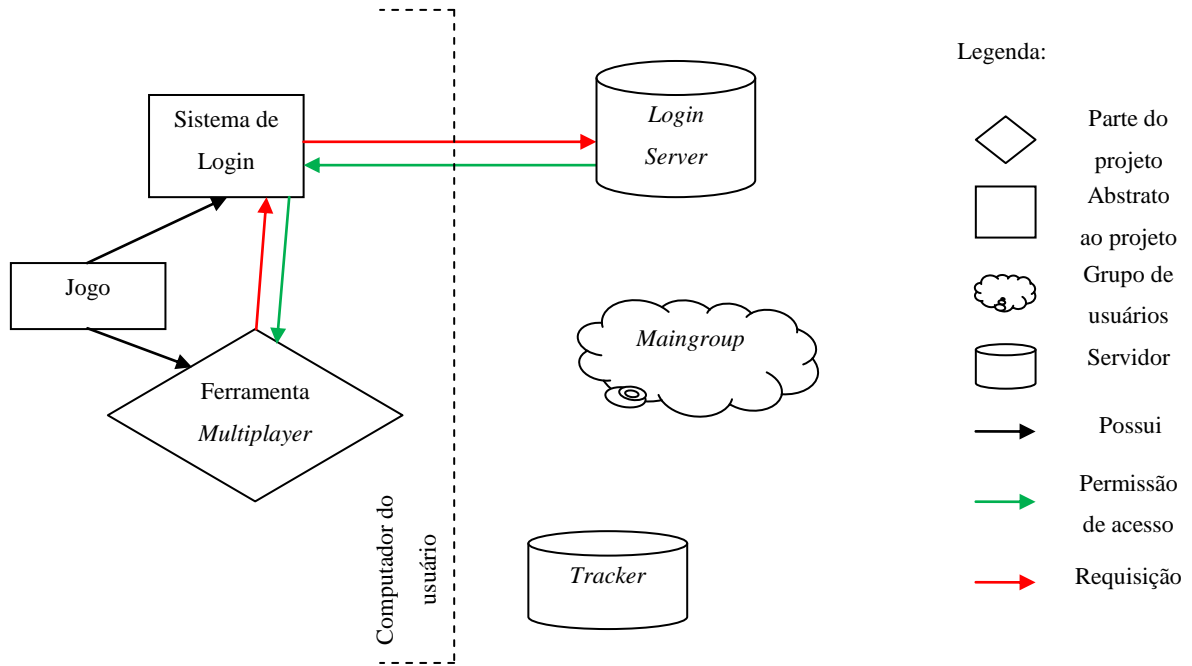 Sistema de
Login
Jogo
Ferramenta
Multiplayer
Computador do
usuário
Login
Server
Maingroup
Tracker
Legenda:
Parte do
projeto
Abstrato
ao projeto
Grupo de
usuários
Servidor
Possui
Permissão
de acesso
Requisição